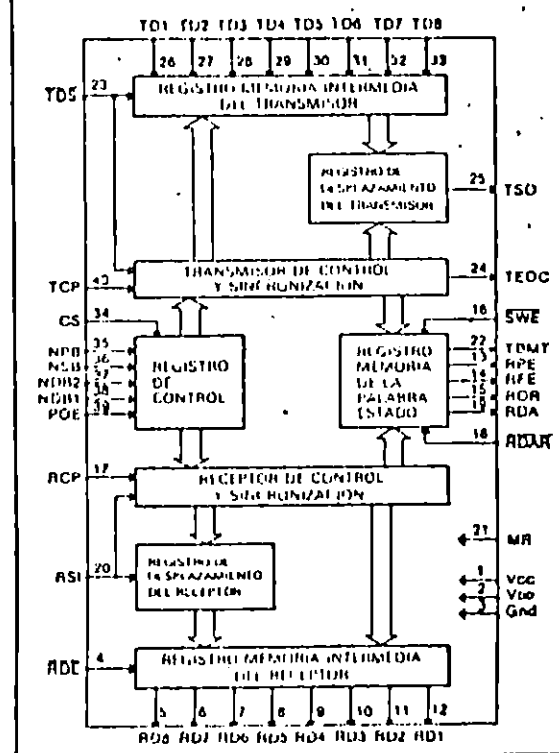 TD1 TD2 TD3 TD4 TD5 TD6 TD7 TD8
26 27 28 29 30 31 32 33
TDS 23
REGISTRO MEMORIA INTERMEDIA
DEL TRANSMISOR
REGISTRO DE
DESPLAZAMIENTO
DEL TRANSMISOR
25 TSO
TRANSMISOR DE CONTROL
Y SINCRONIZACION
24 TEOC
TCP 40
CS 34
NPB 35
NSB 36
NDB2 37
NDB1 38
POE 39
REGISTRO
DE
CONTROL
REGISTRO
MEMORIA
DE LA
PALABRA
ESTADO
16 SWE
22 TBMT
13 RPE
14 RFE
15 ROR
19 RDA
18 RDAR
RCP 17
RECEPTOR DE CONTROL
Y SINCRONIZACIÓN
RSI 20
REGISTRO DE
DESPLAZAMIENTO
DEL RECEPTOR
21 MR
1 Vcc
2 VDD
3 Gnd
RDE 4
REGISTRO MEMORIA INTERMEDIA
DEL RECEPTOR
5 6 7 8 9 10 11 12
RD8 RD7 RD6 RD5 RD4 RD3 RD2 RD1